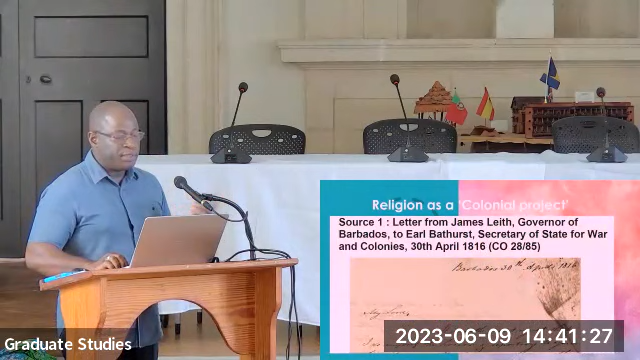 Religion as a 'Colonial project'
Source 1 : Letter from James Leith, Governor of
Barbados, to Earl Bathurst, Secretary of State for War
and Colonies, 30th April 1816 (CO 28/85)
Barbados 30th April 1816
My Lord,
2023-06-09 14:41:27
Graduate Studies